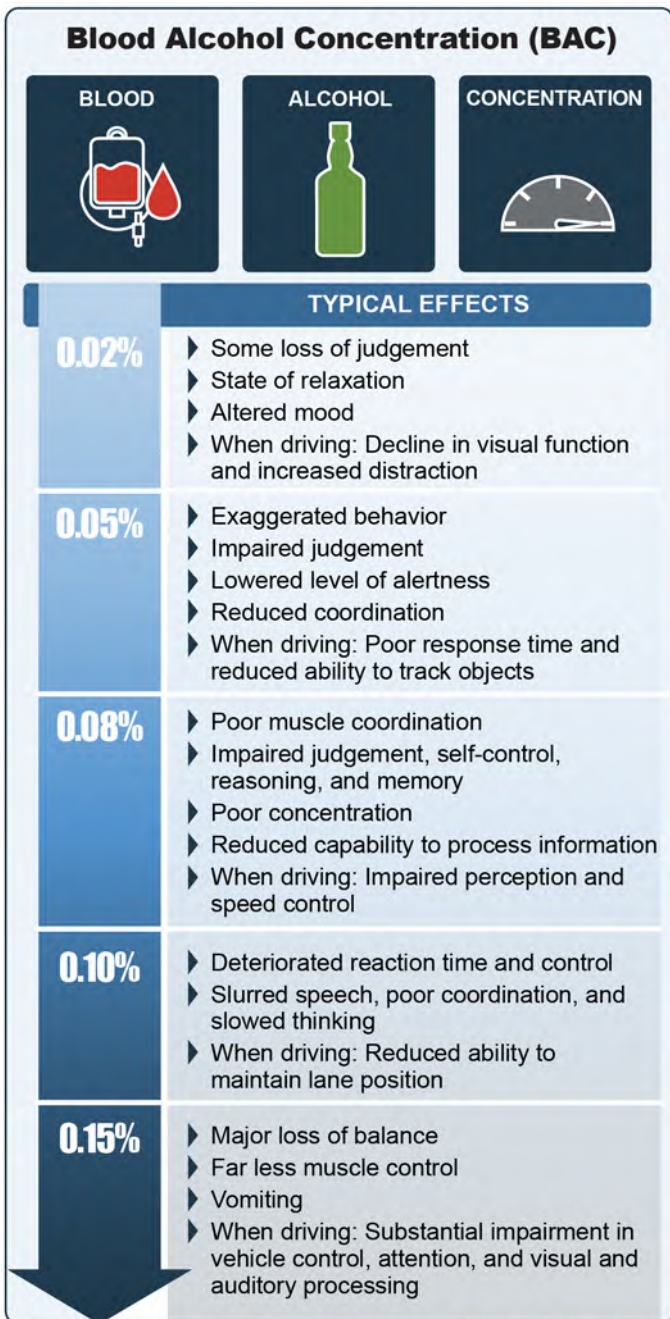 Blood Alcohol Concentration (BAC)
BLOOD
ALCOHOL
CONCENTRATION
TYPICAL EFFECTS
0.02%
Some loss of judgement
State of relaxation
Altered mood
When driving: Decline in visual function
and increased distraction
0.05%
Exaggerated behavior
Impaired judgement
Lowered level of alertness
Reduced coordination
When driving: Poor response time and
reduced ability to track objects
0.08%
Poor muscle coordination
Impaired judgement, self-control,
reasoning, and memory
Poor concentration
Reduced capability to process information
When driving: Impaired perception and
speed control
0.10%
Deteriorated reaction time and control
Slurred speech, poor coordination, and
slowed thinking
When driving: Reduced ability to
maintain lane position
0.15%
Major loss of balance
Far less muscle control
Vomiting
When driving: Substantial impairment in
vehicle control, attention, and visual and
auditory processing